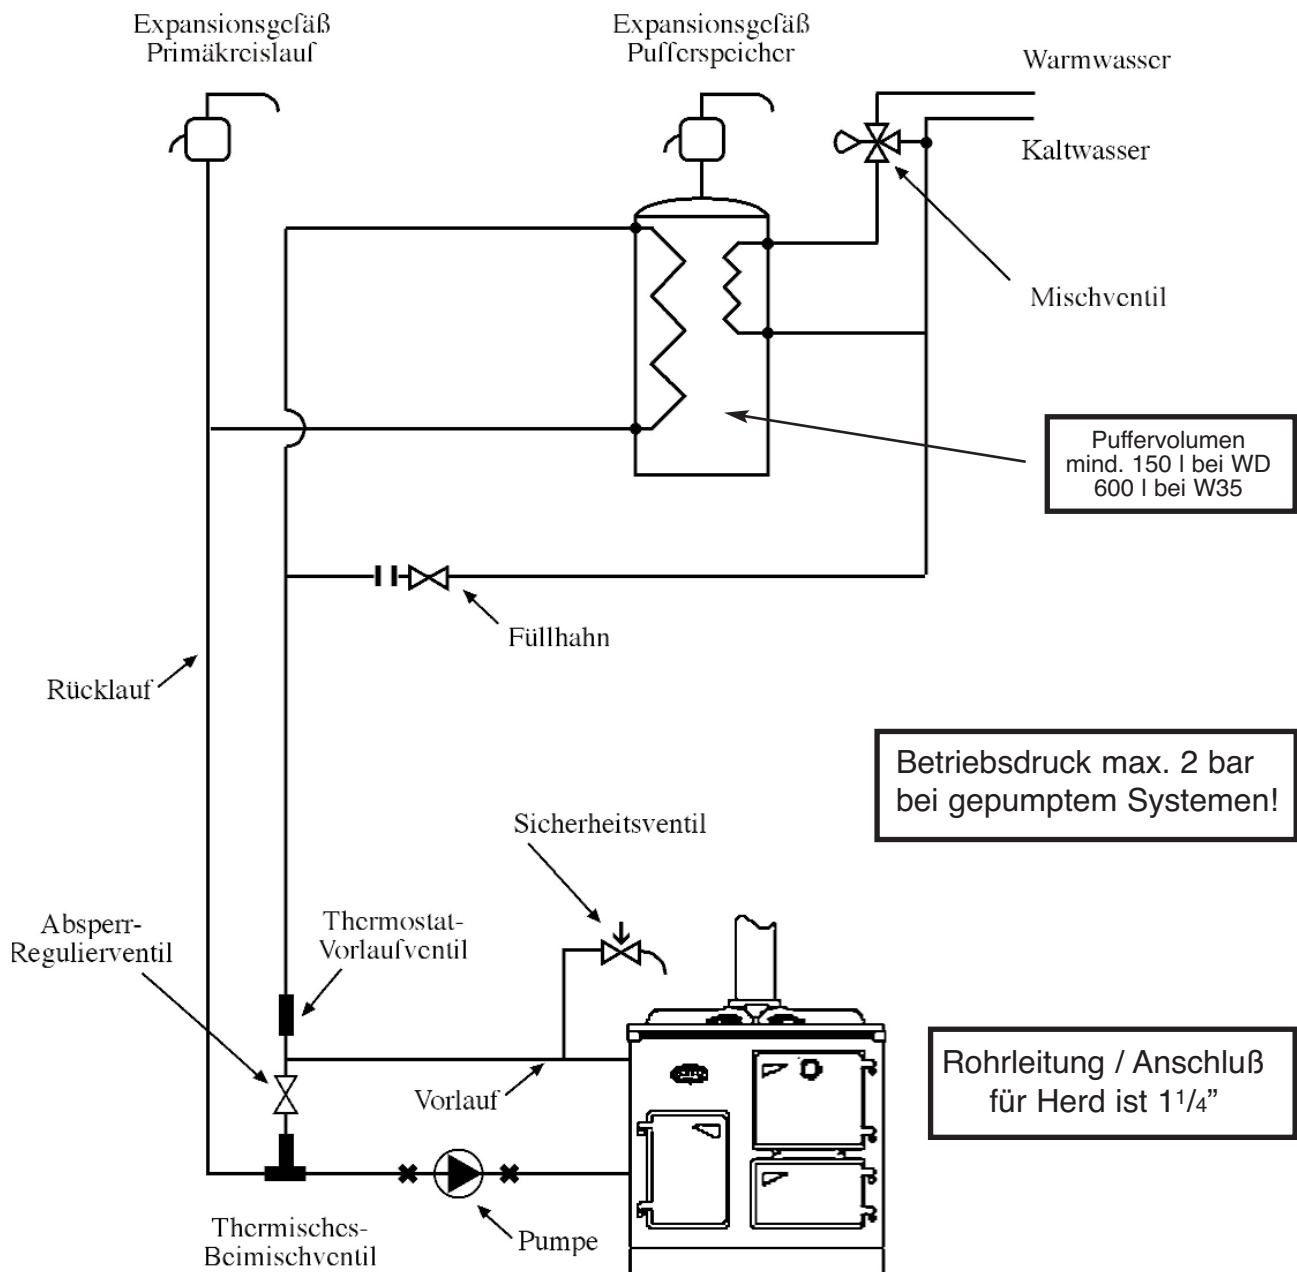 Expansionsgefäß
Primäkreislauf
Expansionsgefäß
Pufferspeicher
Warmwasser
Kaltwasser
Mischventil
Puffervolumen
mind. 150 l bei WD
600 l bei W35
Füllhahn
Rücklauf
Betriebsdruck max. 2 bar
bei gepumptem Systemen!
Sicherheitsventil
Absperr-
Regulierventil
Thermostat-
Vorlaufventil
Rohrleitung / Anschluß
für Herd ist 1¹/₄”
Vorlauf
Thermisches-
Beimischventil
Pumpe